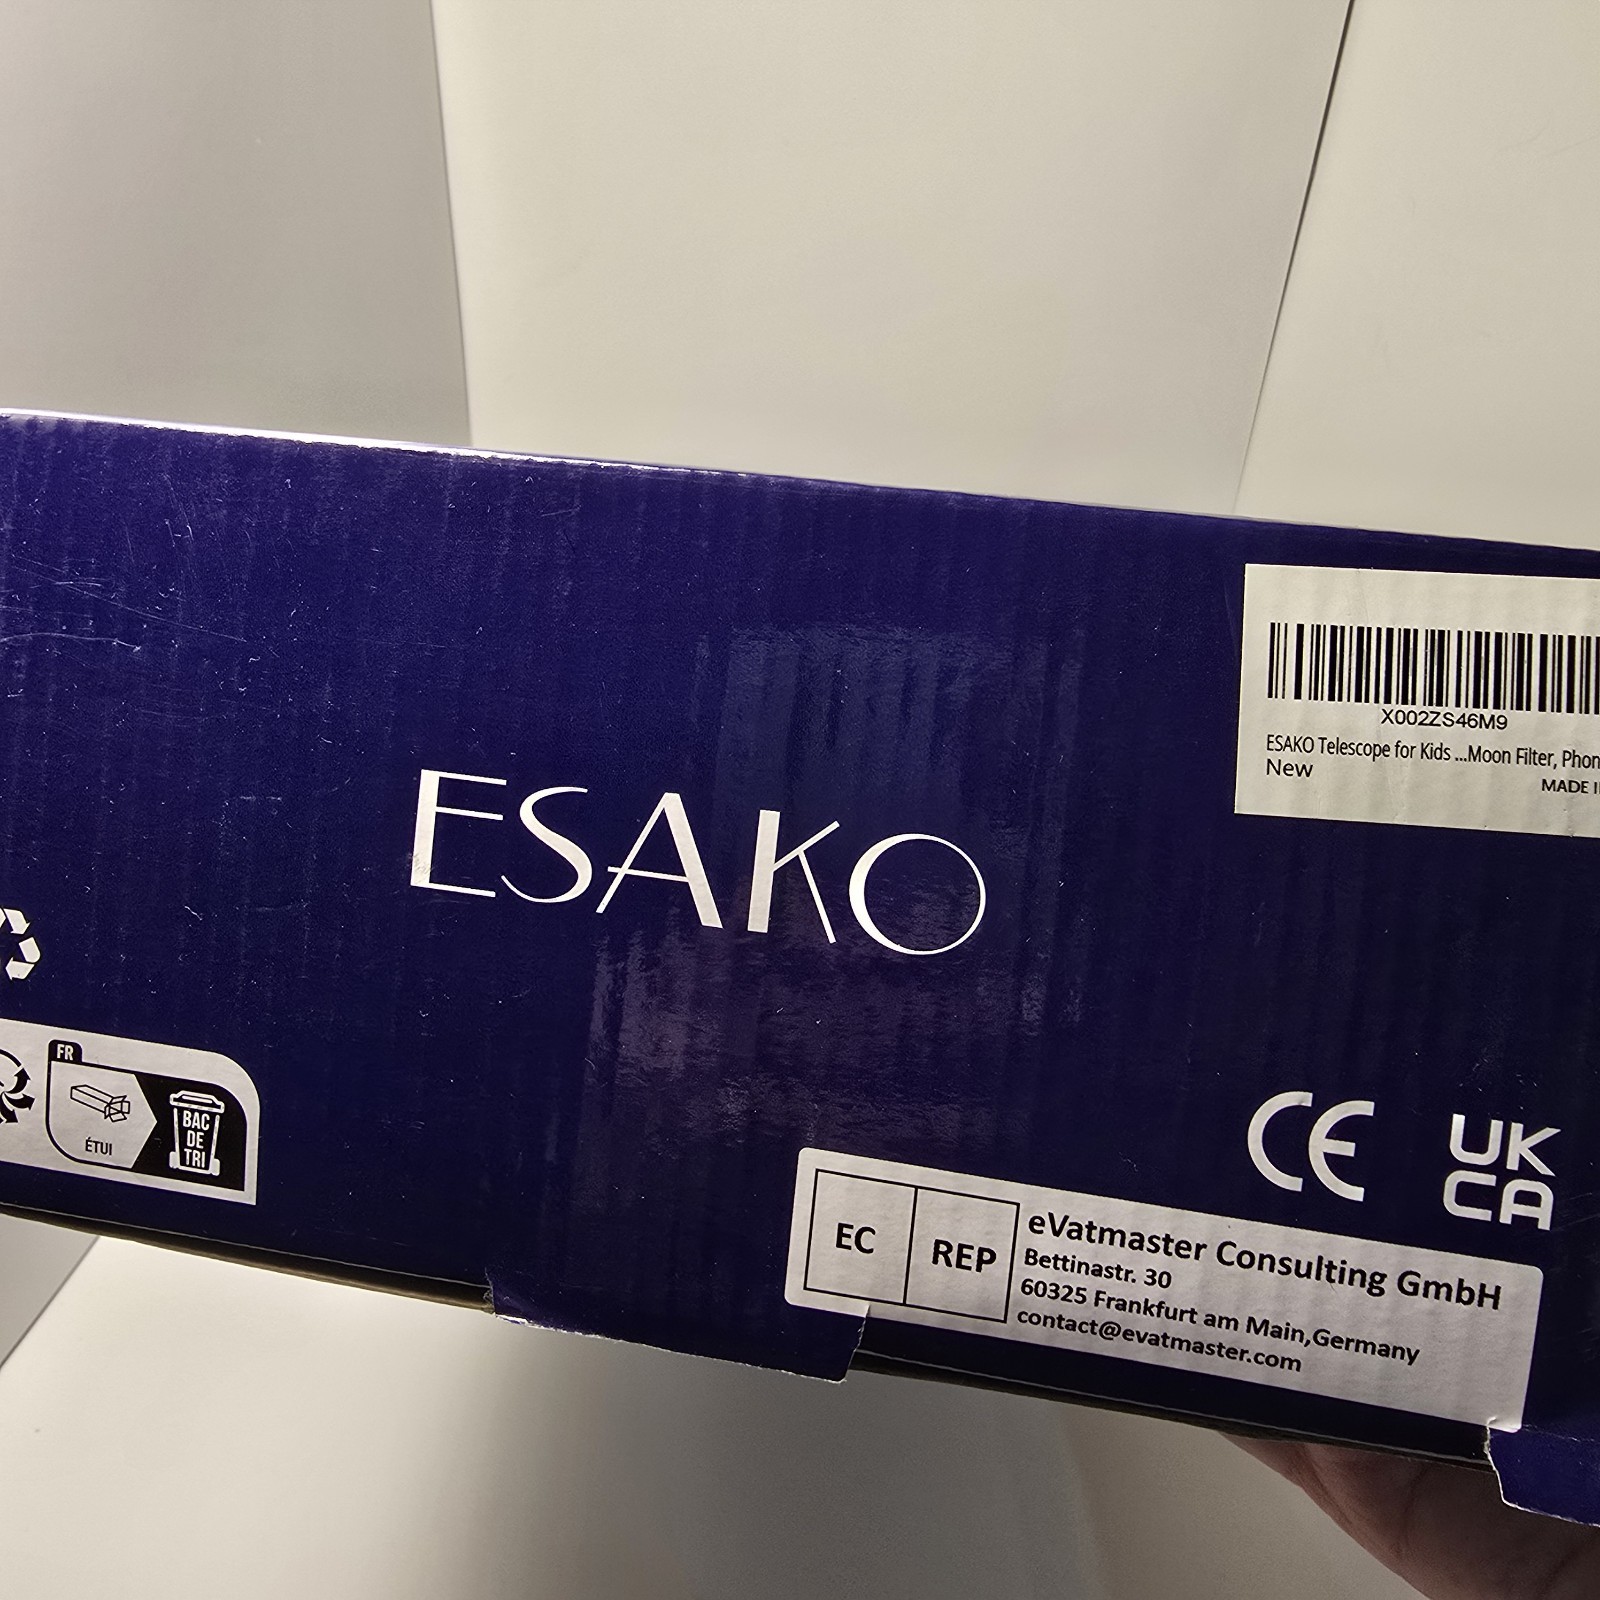 X002ZS46M9
ESAKO Telescope for Kids ...Moon Filter, Phon
New
MADE
ESAKO
FR
ÉTUI
BAC
DE
TRI
CE
UK
CA
EC
REP
eVatmaster Consulting GmbH
Bettinastr. 30
60325 Frankfurt am Main,Germany
contact@evatmaster.com